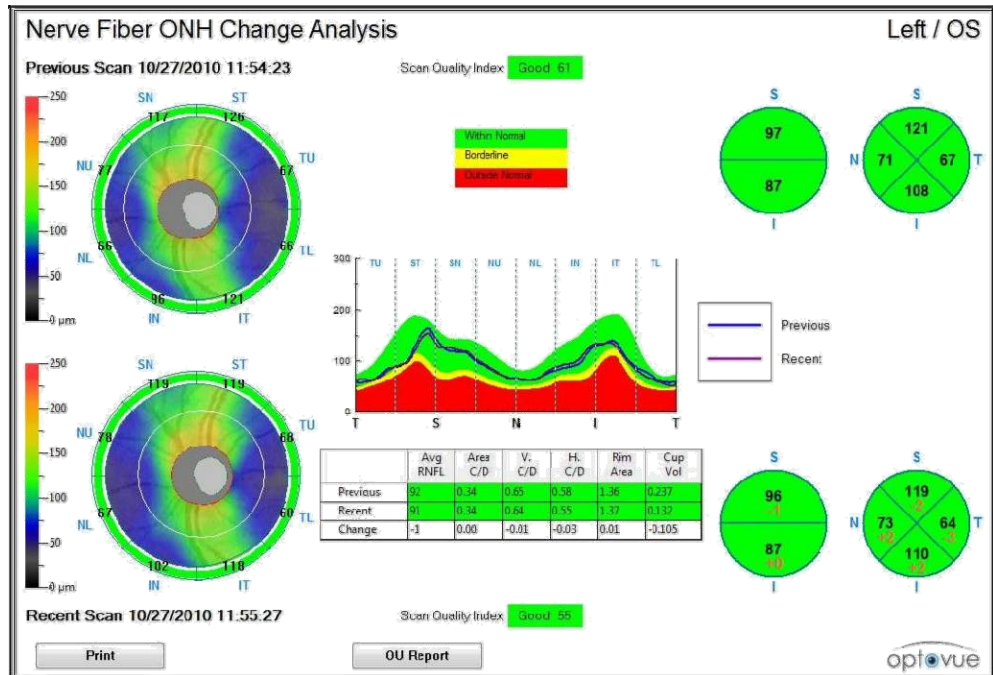 Nerve Fiber ONH Change Analysis
Left / OS
Previous Scan 10/27/2010 11:54:23
Scan Quality Index Good 61
250
200
150
100
50
0 µm
SN ST
117 126
NU TU
77 67
NL TL
66 66
96 121
IN IT
Within Normal
Borderline
Outside Normal
S
97
87
I
S
121
N 71 67 T
108
I
300
200
100
0
TU ST SN NU NL IN IT TL
T S N I T
Previous
Recent
Avg RNFL Area C/D V. C/D H. C/D Rim Area Cup Vol
Previous 92 0.34 0.65 0.58 1.36 0.237
Recent 91 0.34 0.64 0.55 1.37 0.132
Change -1 0.00 -0.01 -0.03 0.01 -0.105
250
200
150
100
50
0 µm
SN ST
119 119
NU TU
78 68
NL TL
67 60
102 118
IN IT
S
96
-1
87
+0
I
S
119
-2
N 73 64 T
+2 -3
110
+2
I
Recent Scan 10/27/2010 11:55:27
Scan Quality Index Good 55
Print
OU Report
optovue